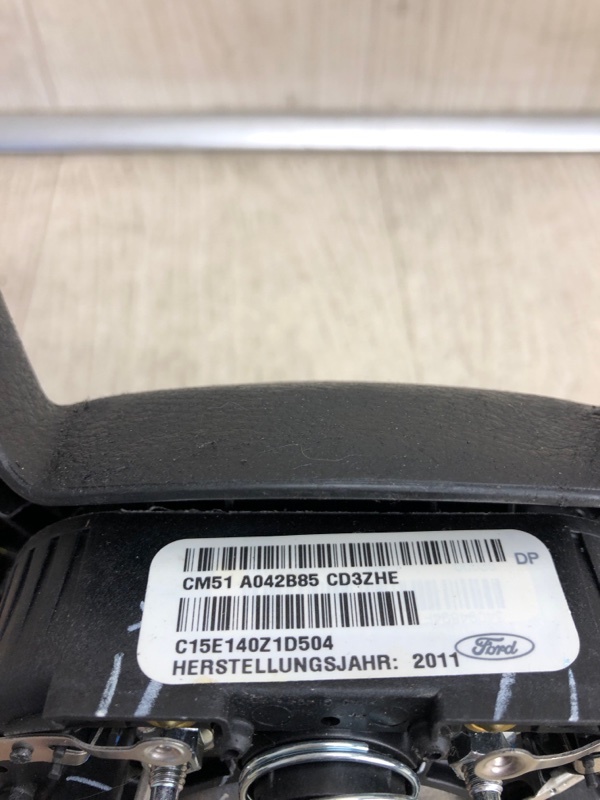 DP
CM51 A042B85 CD3ZHE
C15E140Z1D504
HERSTELLUNGSJAHR: 2011
Ford